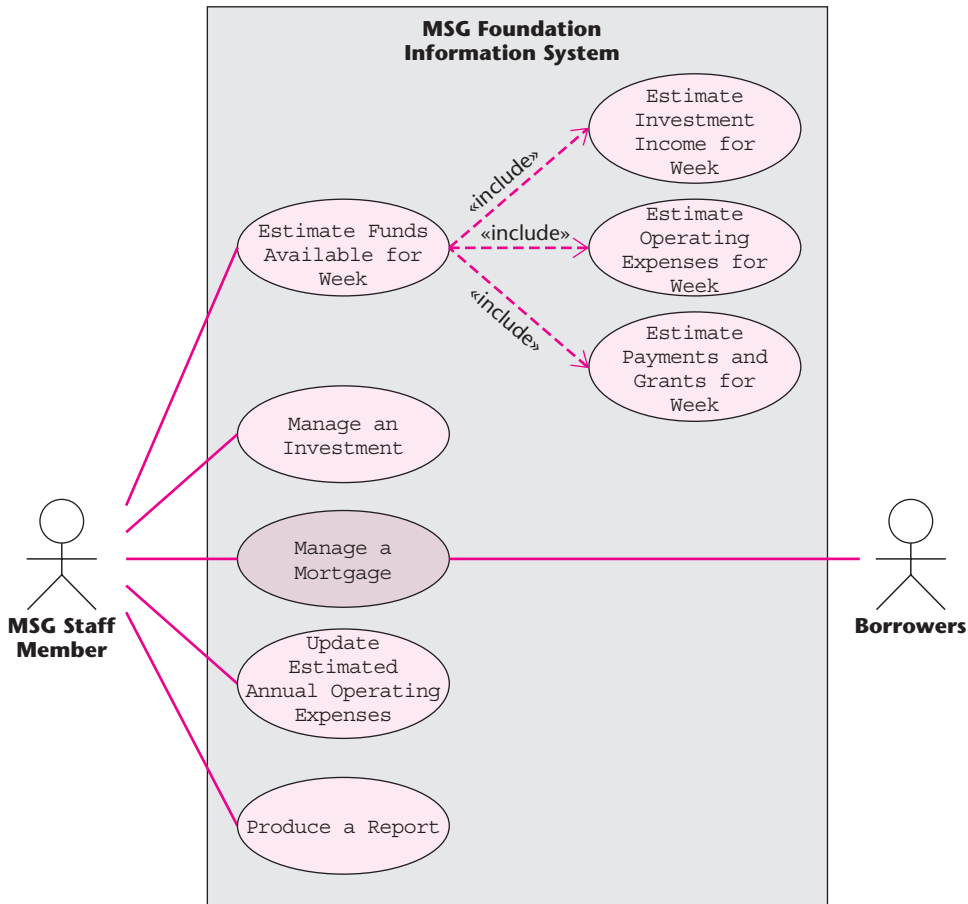 MSG Foundation
Information System
Estimate
Investment
Income for
Week
«include»
Estimate Funds
Available for
Week
«include»
Estimate
Operating
Expenses for
Week
«include»
Estimate
Payments and
Grants for
Week
Manage an
Investment
Manage a
Mortgage
MSG Staff
Member
Borrowers
Update
Estimated
Annual Operating
Expenses
Produce a Report